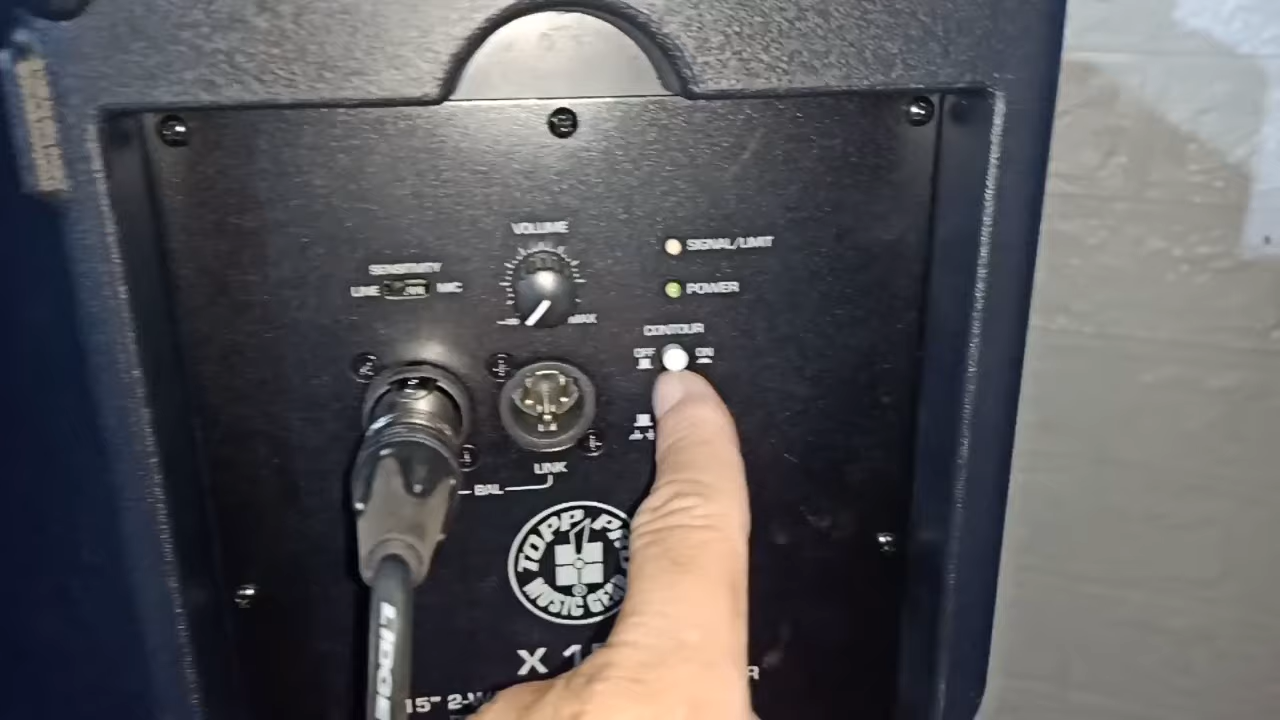 VOLUME
SIGNAL/LIMIT
SENSITIVITY
LINE MIC
POWER
-∞ MAX
CONTOUR
OFF ON
LINK
BAL
TOPP PRO
MUSIC GEAR
X
15" 2-W